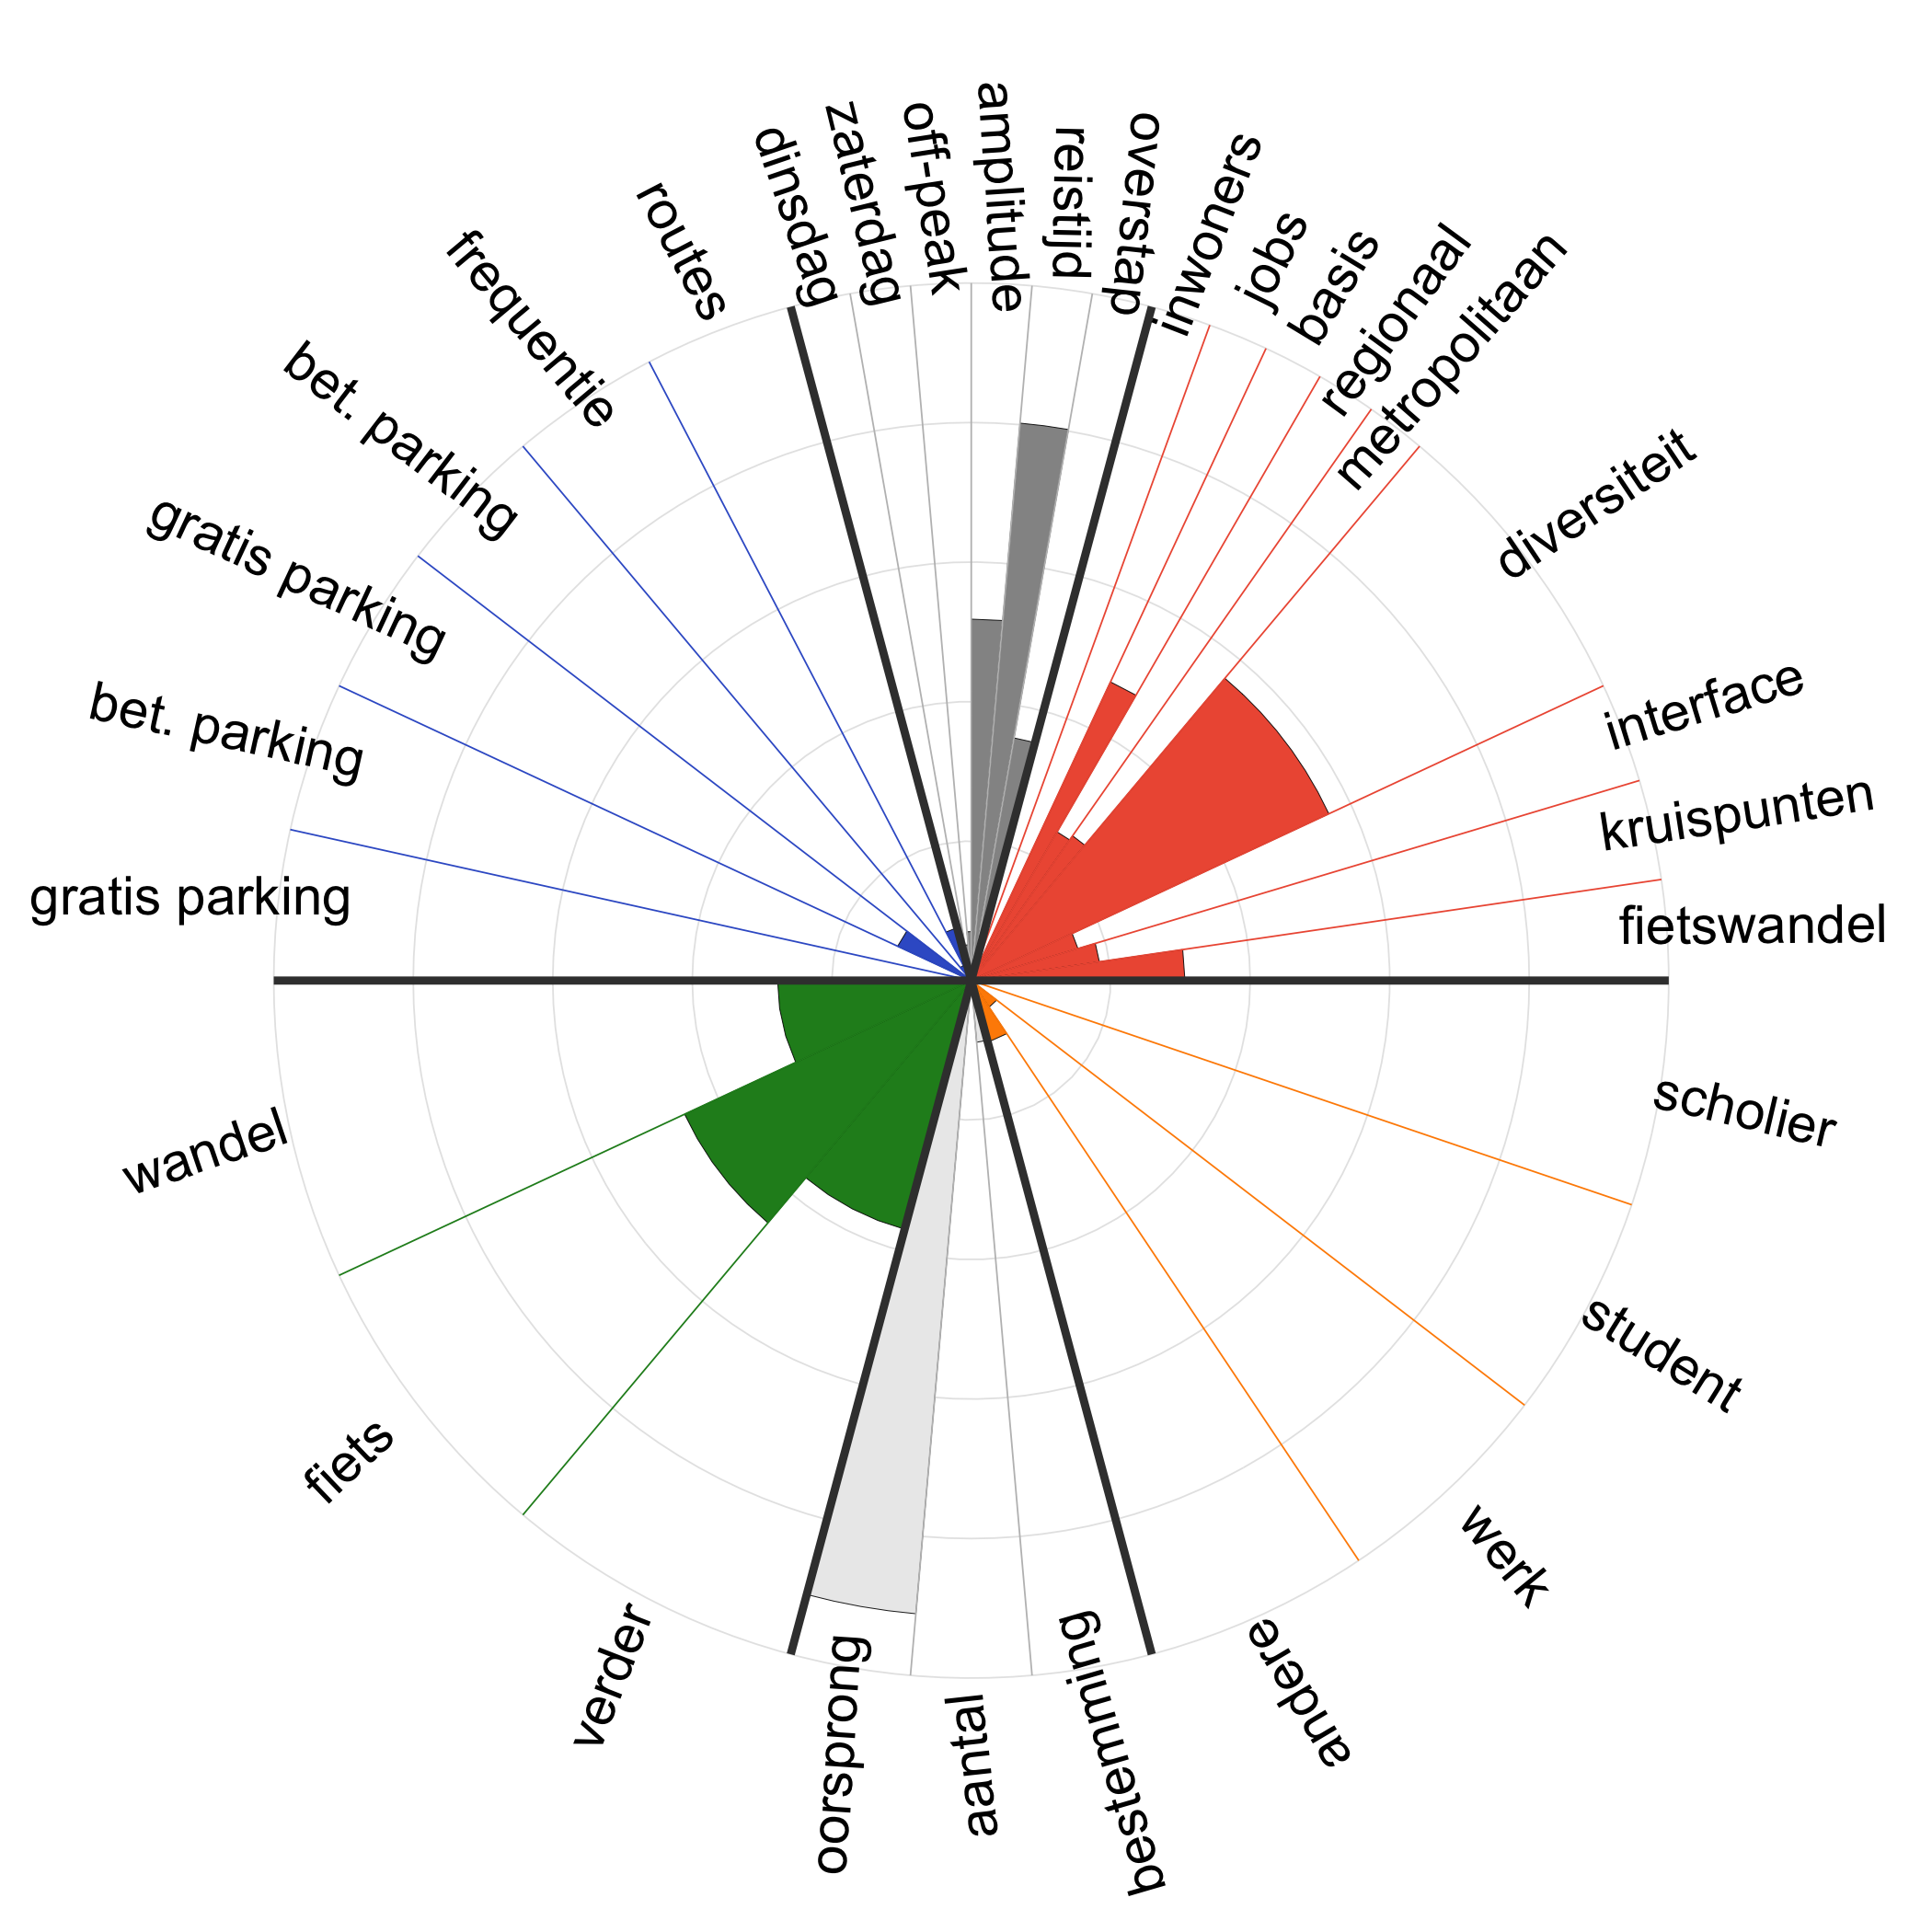 dinsdag
zaterdag
off-peak
amplitude
reistijd
overstap
inwoners
jobs
basis
regionaal
metropolitaan
diversiteit
interface
kruispunten
fietswandel
scholier
student
werk
andere
bestemming
aantal
oorsprong
verder
fiets
wandel
gratis parking
bet. parking
gratis parking
bet. parking
frequentie
routes